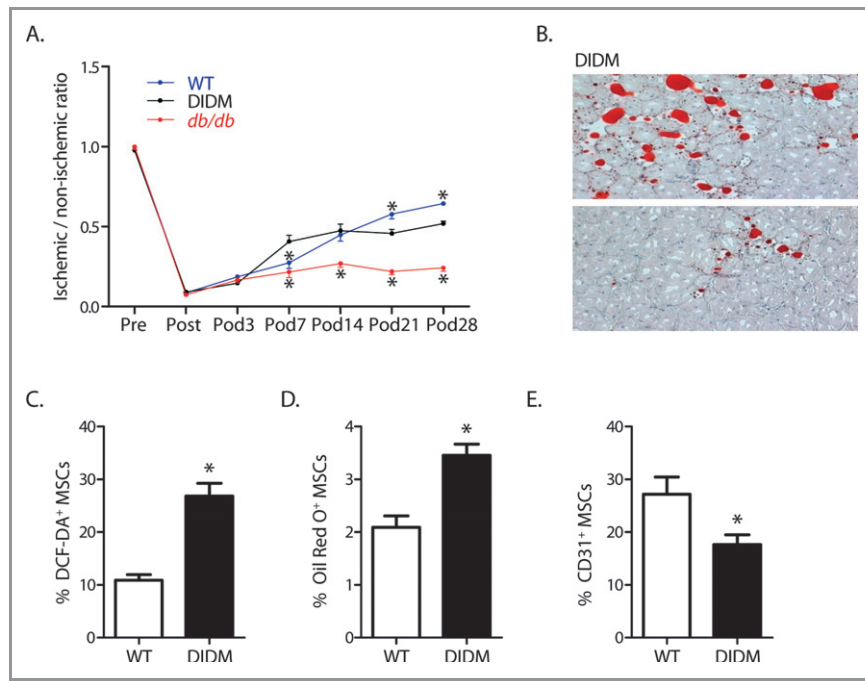 A.
Ischemic / non-ischemic ratio
1.5
1.0
0.5
0.0
WT
DIDM
db/db
*
*
*
*
*
*
*
Pre Post Pod3 Pod7 Pod14 Pod21 Pod28
B.
DIDM
C.
% DCF-DA+ MSCs
40
30
20
10
0
*
WT DIDM
D.
% Oil Red O+ MSCs
4
3
2
1
0
*
WT DIDM
E.
% CD31+ MSCs
40
30
20
10
0
*
WT DIDM